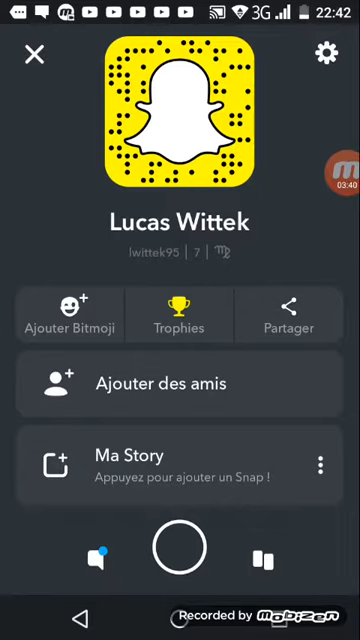 3G 22:42
03:40
Lucas Wittek
lwittek95 | 7 | ♍
Ajouter Bitmoji
Trophies
Partager
Ajouter des amis
Ma Story
Appuyez pour ajouter un Snap !
Recorded by mobizen